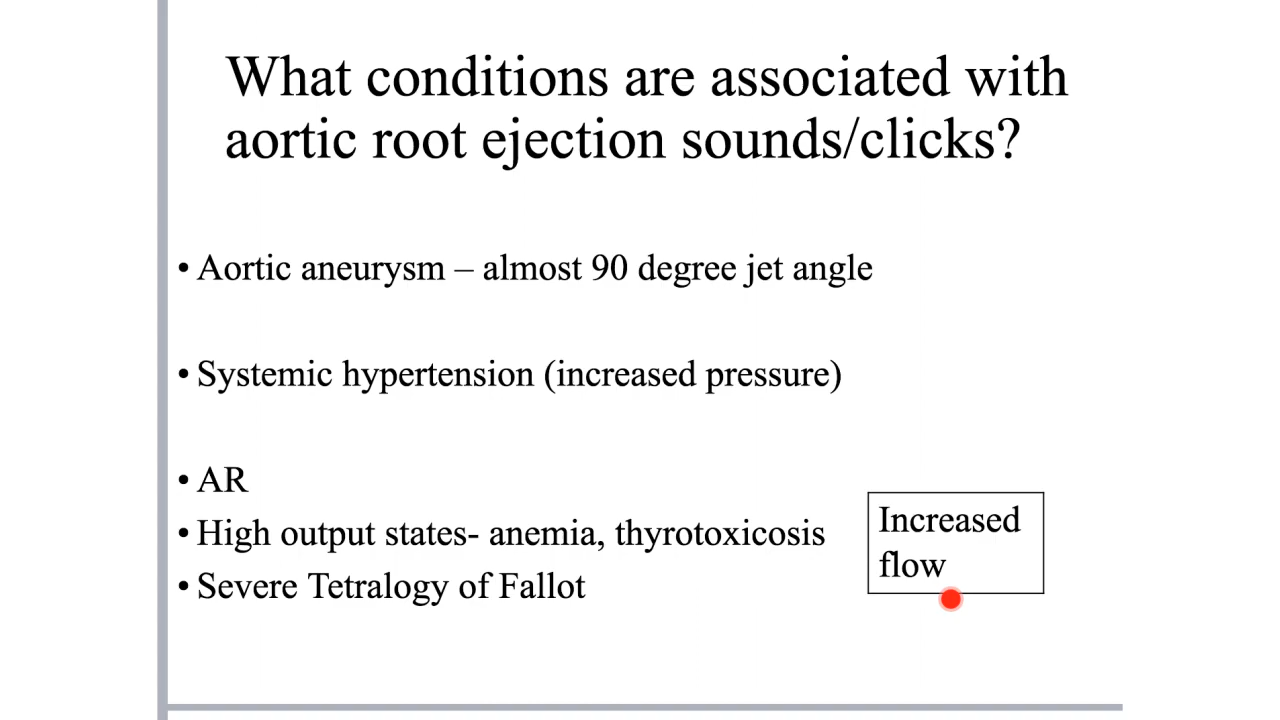 What conditions are associated with
aortic root ejection sounds/clicks?
• Aortic aneurysm – almost 90 degree jet angle
• Systemic hypertension (increased pressure)
• AR
• High output states- anemia, thyrotoxicosis
• Severe Tetralogy of Fallot
Increased
flow